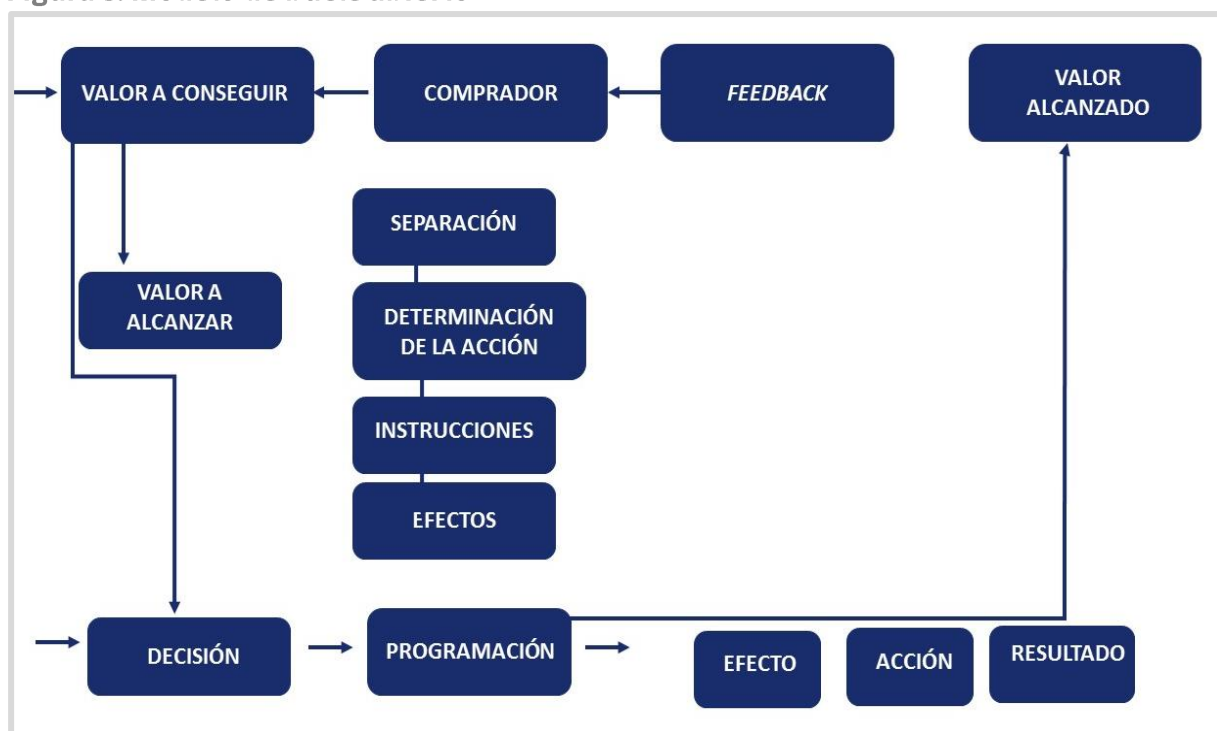 VALOR A CONSEGUIR
COMPRADOR
FEEDBACK
VALOR
ALCANZADO
SEPARACIÓN
VALOR A
ALCANZAR
DETERMINACIÓN
DE LA ACCIÓN
INSTRUCCIONES
EFECTOS
DECISIÓN
PROGRAMACIÓN
EFECTO
ACCIÓN
RESULTADO